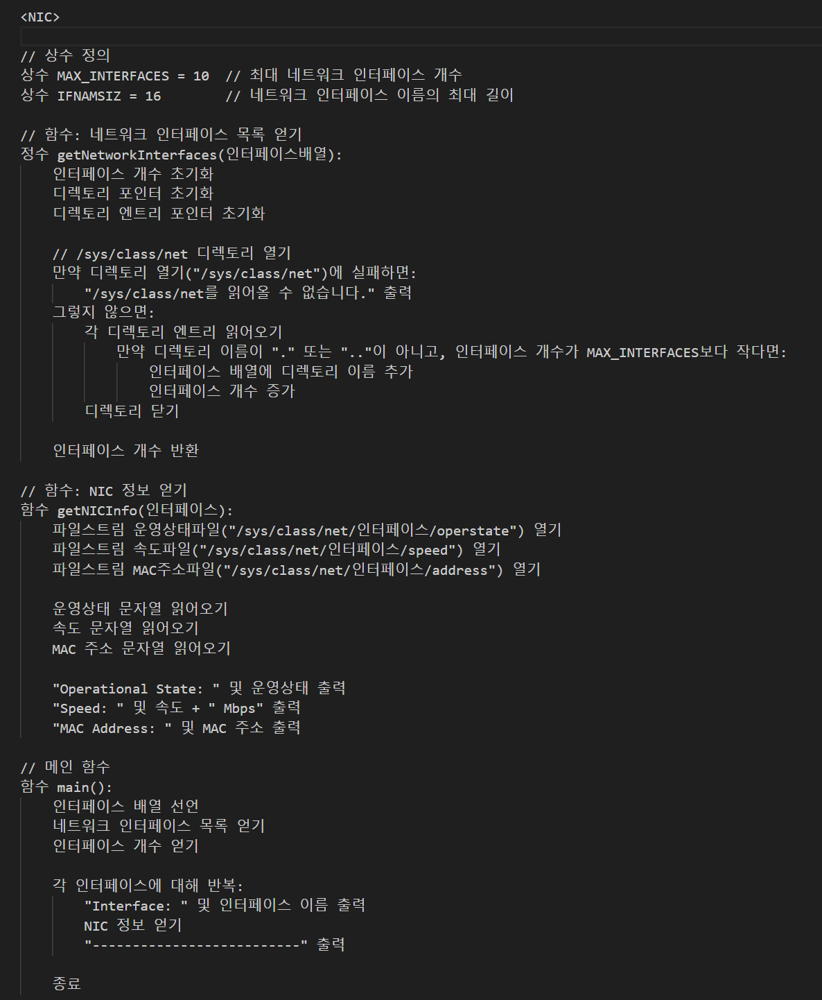 <NIC>
// 상수 정의
상수 MAX_INTERFACES = 10  // 최대 네트워크 인터페이스 개수
상수 IFNAMSIZ = 16        // 네트워크 인터페이스 이름의 최대 길이
// 함수: 네트워크 인터페이스 목록 얻기
정수 getNetworkInterfaces(인터페이스배열):
    인터페이스 개수 초기화
    디렉토리 포인터 초기화
    디렉토리 엔트리 포인터 초기화
    // /sys/class/net 디렉토리 열기
    만약 디렉토리 열기("/sys/class/net")에 실패하면:
        "/sys/class/net를 읽어올 수 없습니다." 출력
    그렇지 않으면:
        각 디렉토리 엔트리 읽어오기
            만약 디렉토리 이름이 "." 또는 ".."이 아니고, 인터페이스 개수가 MAX_INTERFACES보다 작다면:
                인터페이스 배열에 디렉토리 이름 추가
                인터페이스 개수 증가
        디렉토리 닫기
    인터페이스 개수 반환
// 함수: NIC 정보 얻기
함수 getNICInfo(인터페이스):
    파일스트림 운영상태파일("/sys/class/net/인터페이스/operstate") 열기
    파일스트림 속도파일("/sys/class/net/인터페이스/speed") 열기
    파일스트림 MAC주소파일("/sys/class/net/인터페이스/address") 열기
    운영상태 문자열 읽어오기
    속도 문자열 읽어오기
    MAC 주소 문자열 읽어오기
    "Operational State: " 및 운영상태 출력
    "Speed: " 및 속도 + " Mbps" 출력
    "MAC Address: " 및 MAC 주소 출력
// 메인 함수
함수 main():
    인터페이스 배열 선언
    네트워크 인터페이스 목록 얻기
    인터페이스 개수 얻기
    각 인터페이스에 대해 반복:
        "Interface: " 및 인터페이스 이름 출력
        NIC 정보 얻기
        "--------------------------" 출력
    종료